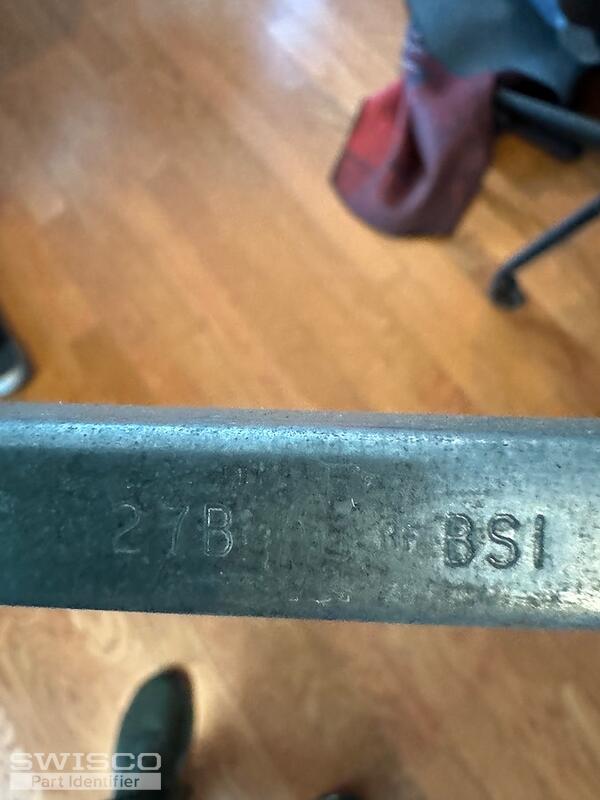 27B BSI
SWISCO
Part Identifier